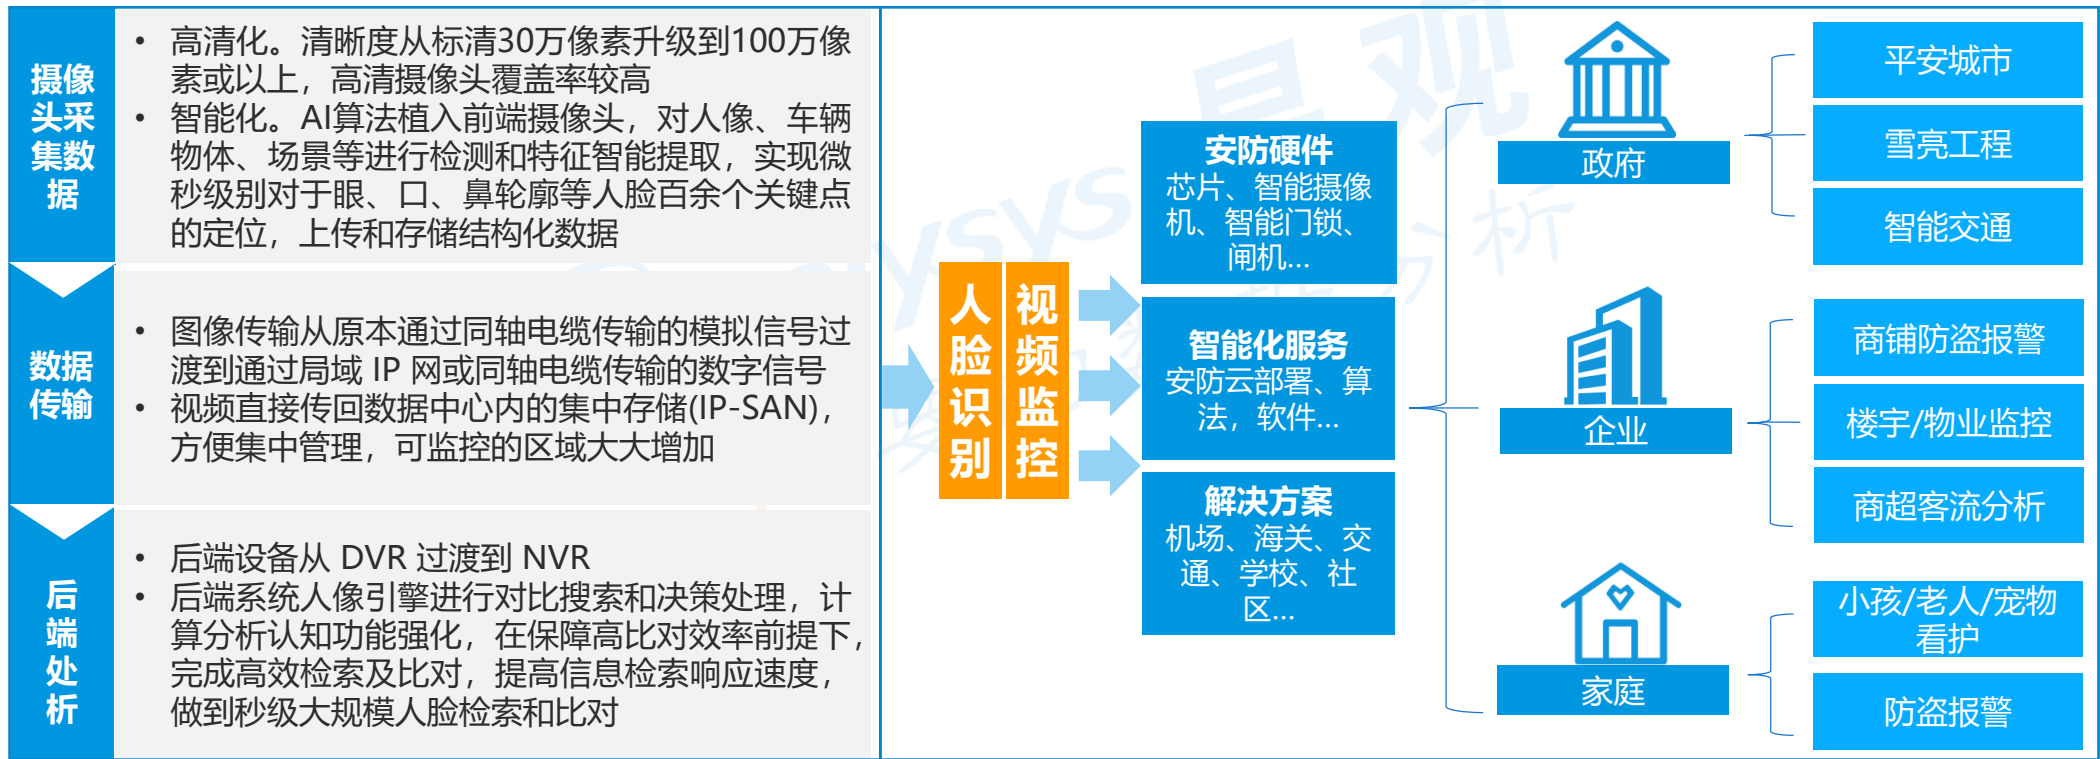 摄像
头采
集数
据
• 高清化。清晰度从标清30万像素升级到100万像
素或以上，高清摄像头覆盖率较高
• 智能化。AI算法植入前端摄像头，对人像、车辆
物体、场景等进行检测和特征智能提取，实现微
秒级别对于眼、口、鼻轮廓等人脸百余个关键点
的定位，上传和存储结构化数据
数据
传输
• 图像传输从原本通过同轴电缆传输的模拟信号过
渡到通过局域 IP 网或同轴电缆传输的数字信号
• 视频直接传回数据中心内的集中存储(IP-SAN)，
方便集中管理，可监控的区域大大增加
后
端
处
析
• 后端设备从 DVR 过渡到 NVR
• 后端系统人像引擎进行对比搜索和决策处理，计
算分析认知功能强化，在保障高比对效率前提下，
完成高效检索及比对，提高信息检索响应速度，
做到秒级大规模人脸检索和比对
人脸识别
视频监控
安防硬件
芯片、智能摄像
机、智能门锁、
闸机...
智能化服务
安防云部署、算
法，软件...
解决方案
机场、海关、交
通、学校、社
区...
政府
平安城市
雪亮工程
智能交通
企业
商铺防盗报警
楼宇/物业监控
商超客流分析
家庭
小孩/老人/宠物
看护
防盗报警
易观
分析